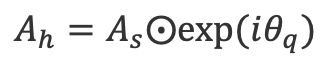 A_h = A_s⊙exp(iθ_q)